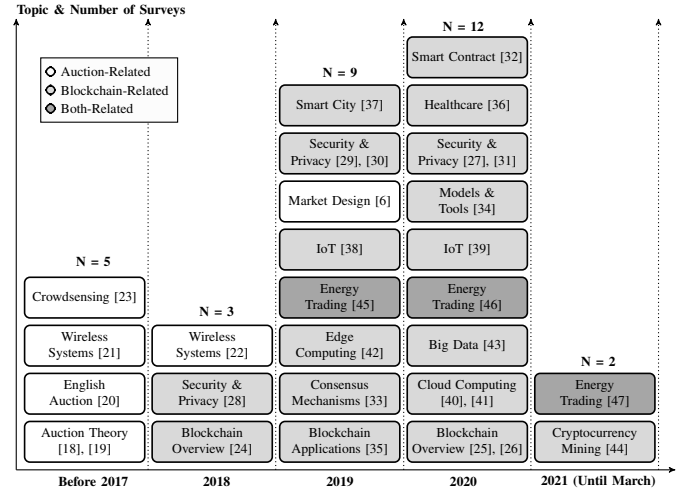 Topic & Number of Surveys
Auction-Related
Blockchain-Related
Both-Related
N = 5
Crowdsensing [23]
Wireless
Systems [21]
English
Auction [20]
Auction Theory
[18], [19]
Before 2017
N = 3
Wireless
Systems [22]
Security &
Privacy [28]
Blockchain
Overview [24]
2018
N = 9
Smart City [37]
Security &
Privacy [29], [30]
Market Design [6]
IoT [38]
Energy
Trading [45]
Edge
Computing [42]
Consensus
Mechanisms [33]
Blockchain
Applications [35]
2019
N = 12
Smart Contract [32]
Healthcare [36]
Security &
Privacy [27], [31]
Models &
Tools [34]
IoT [39]
Energy
Trading [46]
Big Data [43]
Cloud Computing
[40], [41]
Blockchain
Overview [25], [26]
2020
N = 2
Energy
Trading [47]
Cryptocurrency
Mining [44]
2021 (Until March)